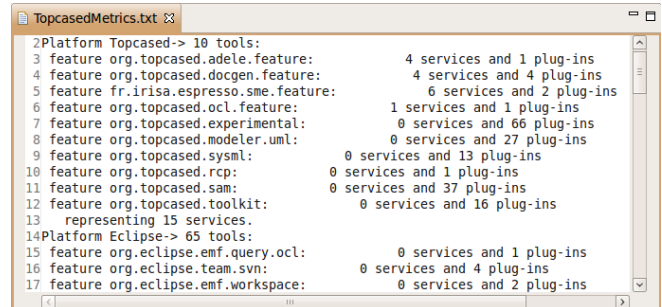 TopcasedMetrics.txt
2Platform Topcased-> 10 tools:
3 feature org.topcased.adele.feature: 4 services and 1 plug-ins
4 feature org.topcased.docgen.feature: 4 services and 4 plug-ins
5 feature fr.irisa.espresso.sme.feature: 6 services and 2 plug-ins
6 feature org.topcased.ocl.feature: 1 services and 1 plug-ins
7 feature org.topcased.experimental: 0 services and 66 plug-ins
8 feature org.topcased.modeler.uml: 0 services and 27 plug-ins
9 feature org.topcased.sysml: 0 services and 13 plug-ins
10 feature org.topcased.rcp: 0 services and 1 plug-ins
11 feature org.topcased.sam: 0 services and 37 plug-ins
12 feature org.topcased.toolkit: 0 services and 16 plug-ins
13 representing 15 services.
14Platform Eclipse-> 65 tools:
15 feature org.eclipse.emf.query.ocl: 0 services and 1 plug-ins
16 feature org.eclipse.team.svn: 0 services and 4 plug-ins
17 feature org.eclipse.emf.workspace: 0 services and 2 plug-ins